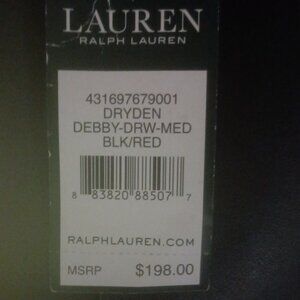 LAUREN
RALPH LAUREN
431697679001
DRYDEN
DEBBY-DRW-MED
BLK/RED
8 83820 88507 7
RALPHLAUREN.COM
MSRP $198.00